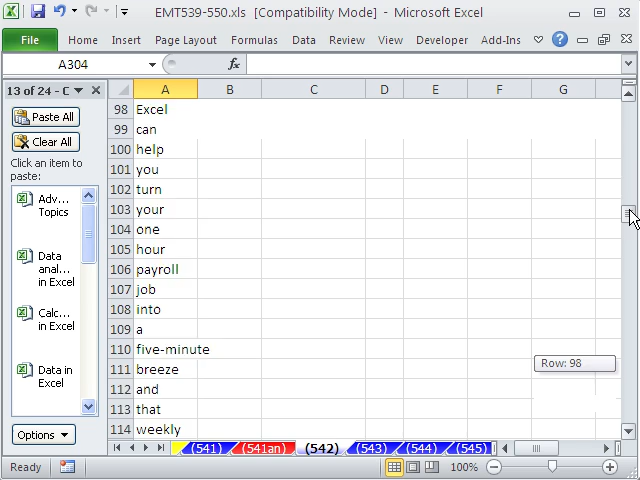 EMT539-550.xls [Compatibility Mode] - Microsoft Excel
File Home Insert Page Layout Formulas Data Review View Developer Add-Ins
A304 fx
13 of 24 - C
Paste All
Clear All
Click an item to
paste:
Adv...
Topics
Data
anal...
in Excel
Calc...
in Excel
Data in
Excel
Options
A B C D E F G
98 Excel
99 can
100 help
101 you
102 turn
103 your
104 one
105 hour
106 payroll
107 job
108 into
109 a
110 five-minute
111 breeze
112 and
113 that
114 weekly
Row: 98
(541) (541an) (542) (543) (544) (545)
Ready 100%